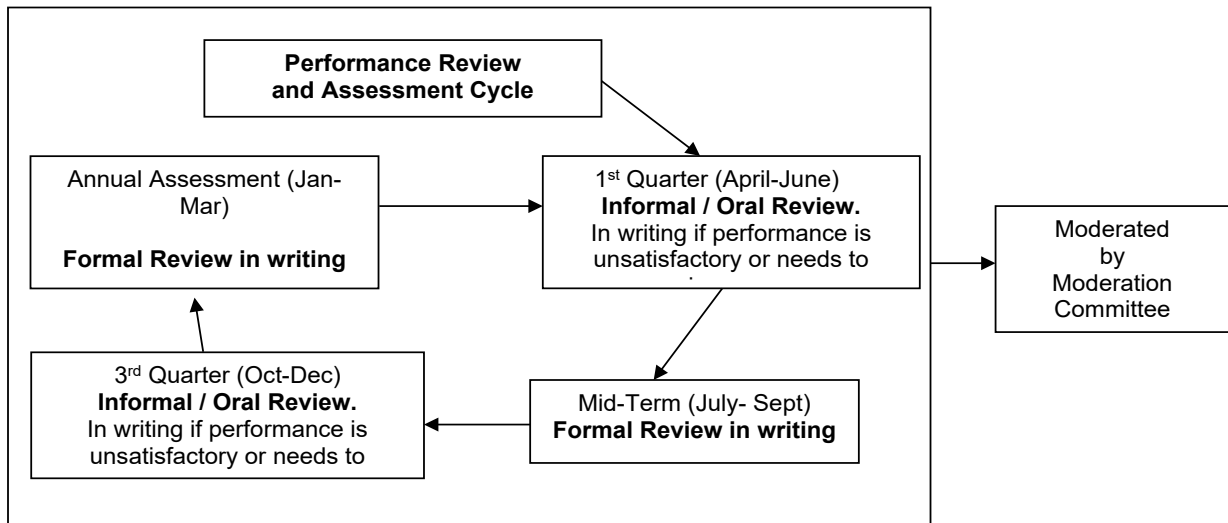 Performance Review
and Assessment Cycle
Annual Assessment (Jan-
Mar)
Formal Review in writing
1st Quarter (April-June)
Informal / Oral Review.
In writing if performance is
unsatisfactory or needs to
Moderated
by
Moderation
Committee
3rd Quarter (Oct-Dec)
Informal / Oral Review.
In writing if performance is
unsatisfactory or needs to
Mid-Term (July- Sept)
Formal Review in writing